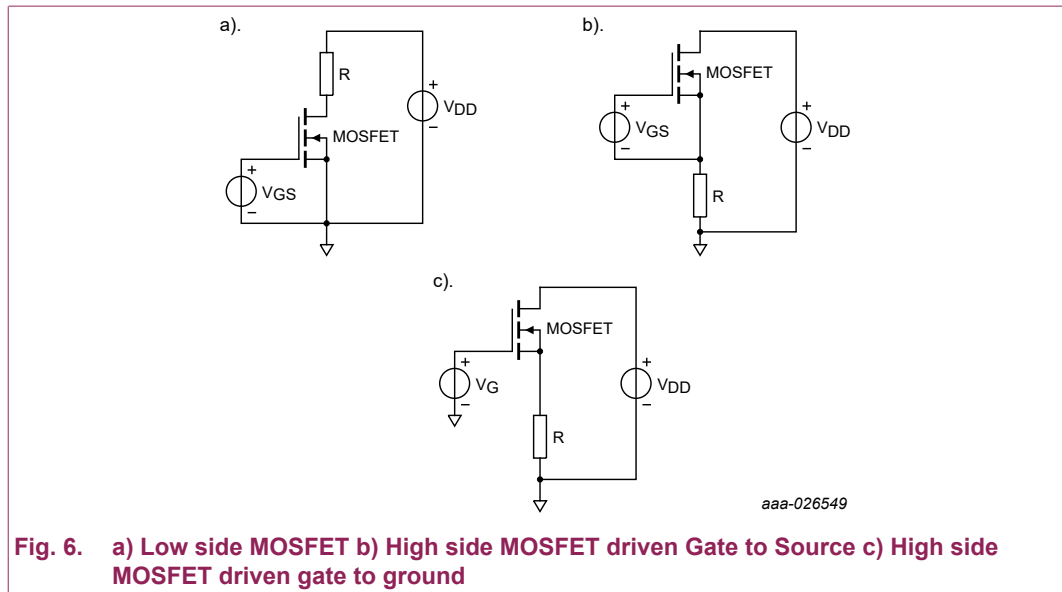 a).
R
MOSFET
+
VDD
–
+
VGS
–
b).
MOSFET
+
VGS
–
+
VDD
–
R
c).
MOSFET
+
VG
–
+
VDD
–
R
aaa-026549
Fig. 6. a) Low side MOSFET b) High side MOSFET driven Gate to Source c) High side
MOSFET driven gate to ground